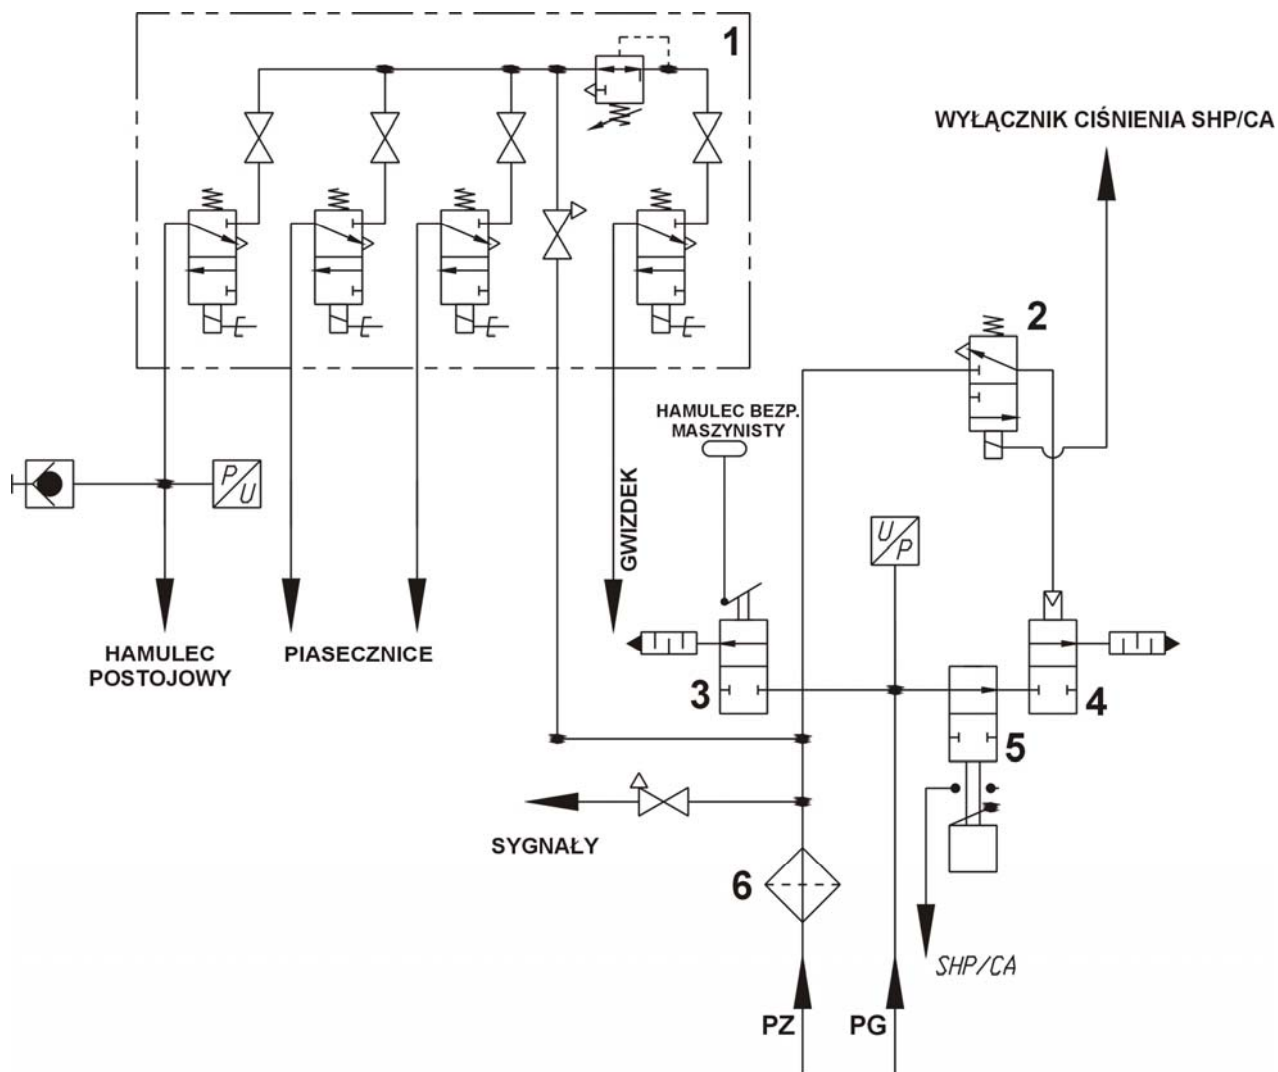 1
WYŁĄCZNIK CIŚNIENIA SHP/CA
2
HAMULEC BEZP.
MASZYNISTY
P/U
GWIZDEK
U/P
HAMULEC
POSTOJOWY
PIASECZNICE
3
4
5
SYGNAŁY
6
SHP/CA
PZ
PG